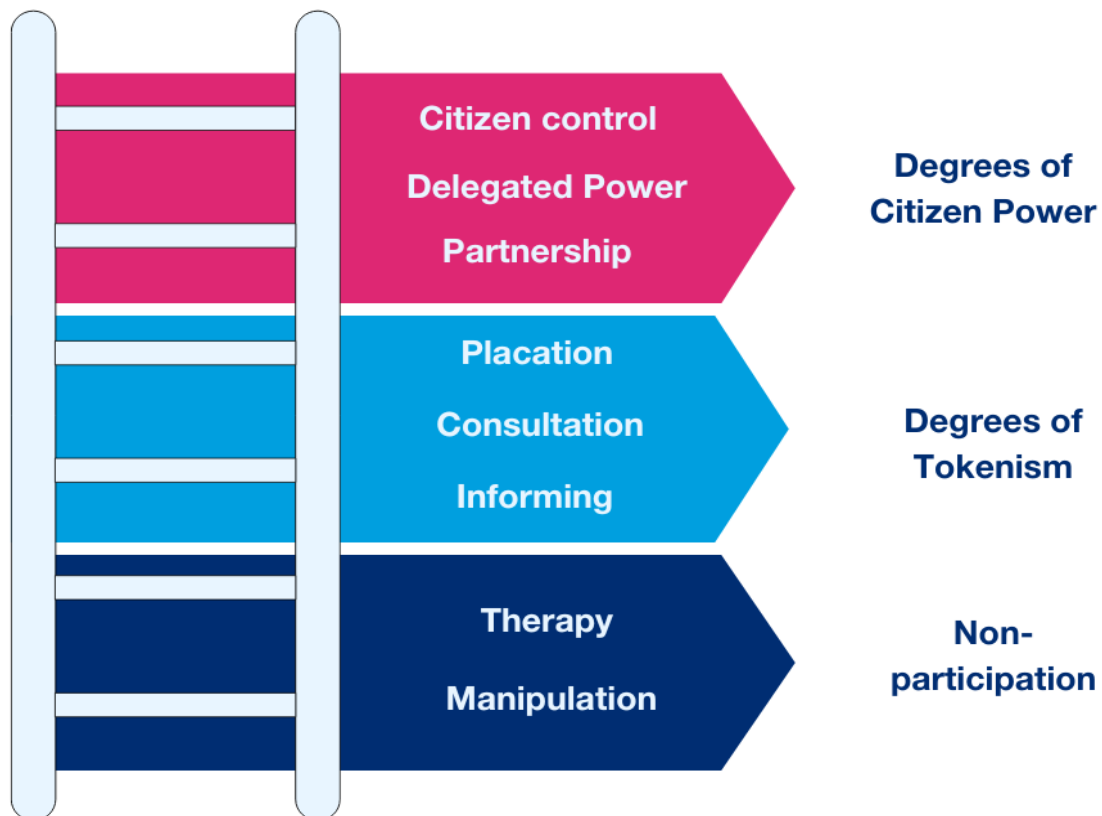 Citizen control
Delegated Power
Partnership
Degrees of
Citizen Power
Placation
Consultation
Informing
Degrees of
Tokenism
Therapy
Manipulation
Non-
participation